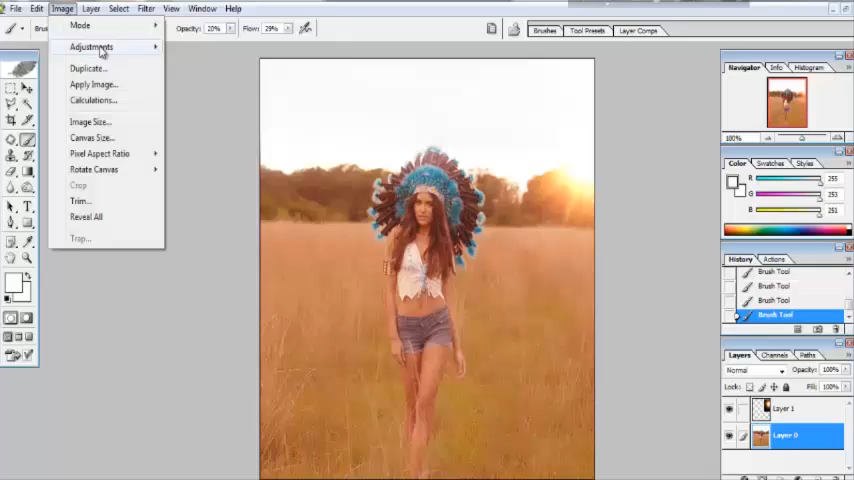 File Edit Image Layer Select Filter View Window Help
Opacity: 20% Flow: 29% Brushes Tool Presets Layer Comps
Mode
Adjustments
Duplicate...
Apply Image...
Calculations...
Image Size...
Canvas Size...
Pixel Aspect Ratio
Rotate Canvas
Crop
Trim...
Reveal All
Trap...
Navigator Info Histogram
100%
Color Swatches Styles
R 255
G 253
B 251
History Actions
Brush Tool
Brush Tool
Brush Tool
Brush Tool
Layers Channels Paths
Normal Opacity: 100%
Lock: Fill: 100%
Layer 1
Layer 0